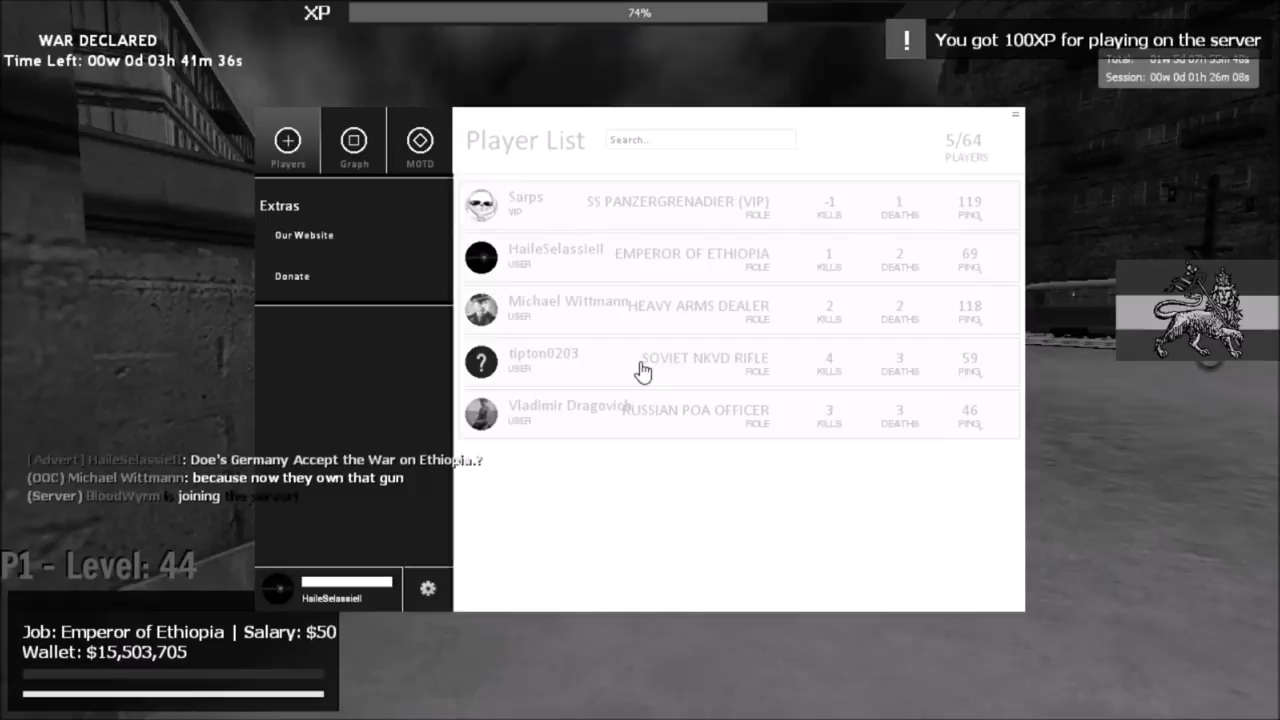 XP
74%
WAR DECLARED
Time Left: 00w 0d 03h 41m 36s
! You got 100XP for playing on the server
Total: 01w 5d 07h 55m 48s
Session: 00w 0d 01h 26m 08s
Players
Graph
MOTD
Player List
Search...
5/64
PLAYERS
Extras
Our Website
Donate
Sarps SS PANZERGRENADIER (VIP) -1 1 119
VIP ROLE KILLS DEATHS PING
HaileSelassieII EMPEROR OF ETHIOPIA 1 2 69
USER ROLE KILLS DEATHS PING
Michael Wittmann HEAVY ARMS DEALER 2 2 118
USER ROLE KILLS DEATHS PING
? tipton0203 SOVIET NKVD RIFLE 4 3 59
USER ROLE KILLS DEATHS PING
Vladimir Dragovich RUSSIAN POA OFFICER 3 3 46
USER ROLE KILLS DEATHS PING
[Advert] HaileSelassieII: Doe's Germany Accept the War on Ethiopia.?
(OOC) Michael Wittmann: because now they own that gun
(Server) BloodWyrm is joining the server!
P1 - Level: 44
HaileSelassieII
Job: Emperor of Ethiopia | Salary: $50
Wallet: $15,503,705